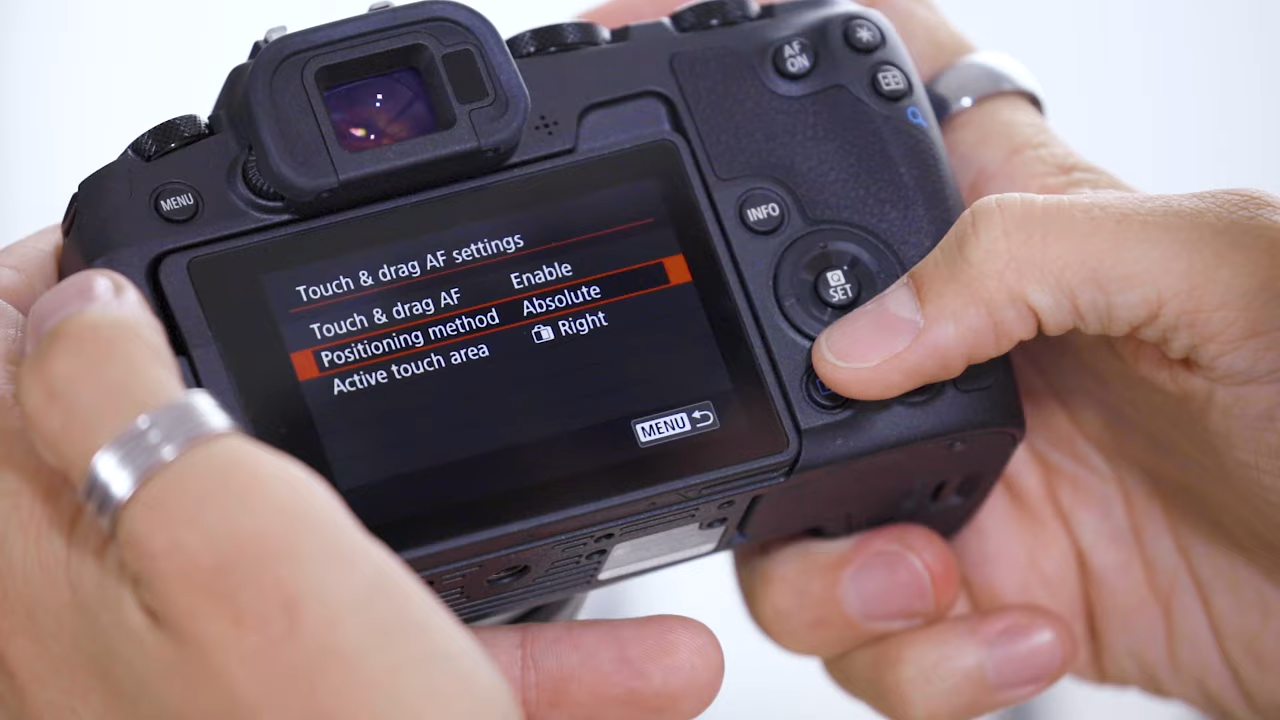 MENU
AF
ON
INFO
SET
Touch & drag AF settings
Touch & drag AF Enable
Positioning method Absolute
Active touch area Right
MENU